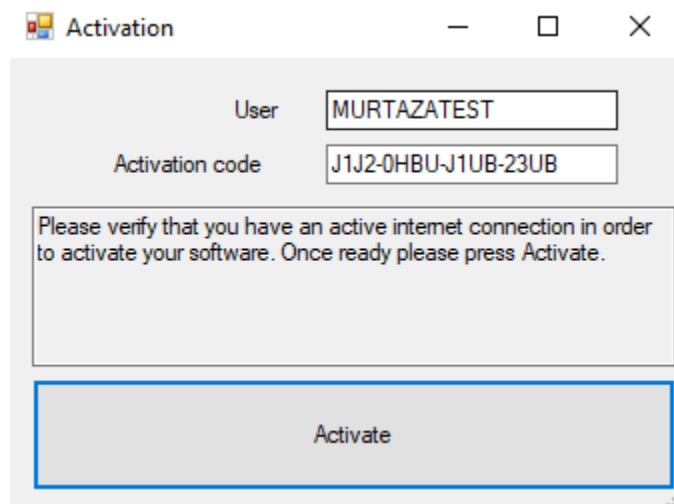 Activation
User MURTAZATEST
Activation code J1J2-0HBU-J1UB-23UB
Please verify that you have an active internet connection in order
to activate your software. Once ready please press Activate.
Activate